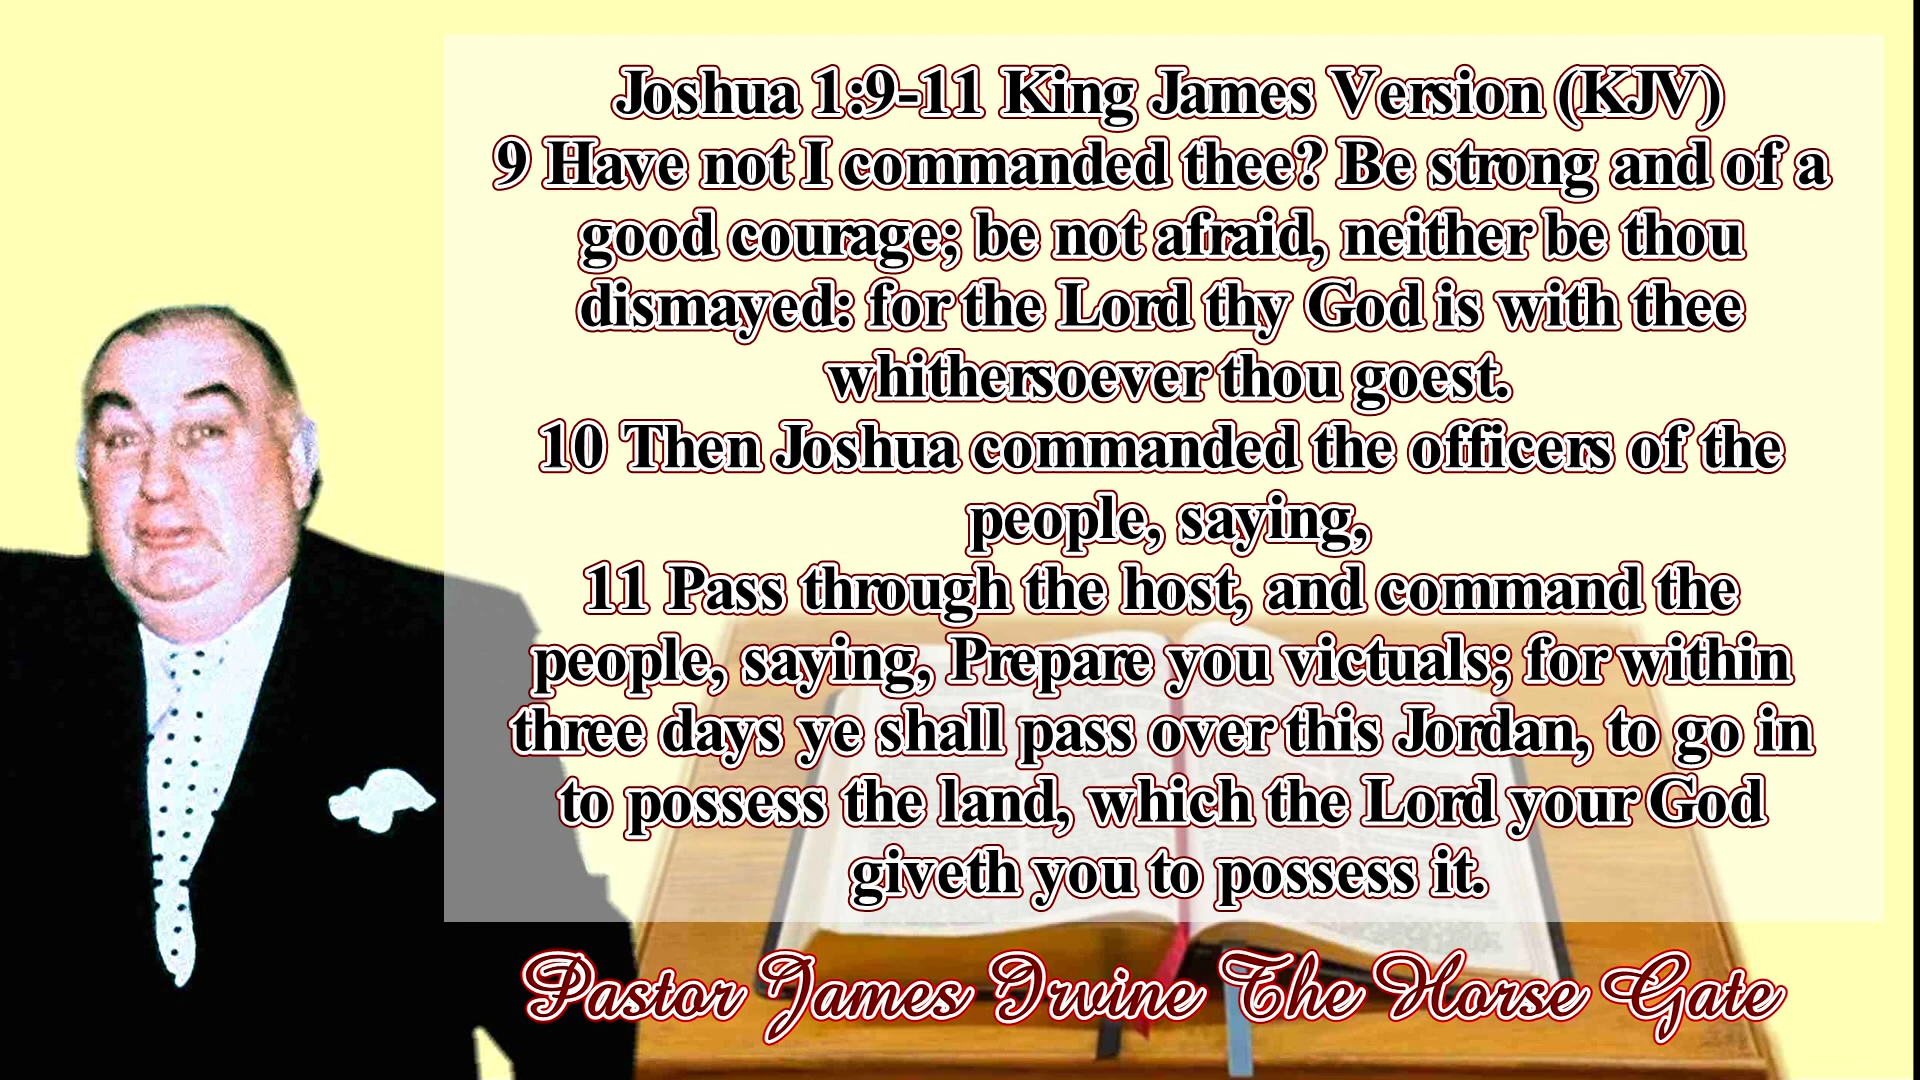 Joshua 1:9-11 King James Version (KJV)
9 Have not I commanded thee? Be strong and of a
good courage; be not afraid, neither be thou
dismayed: for the Lord thy God is with thee
whithersoever thou goest.
10 Then Joshua commanded the officers of the
people, saying,
11 Pass through the host, and command the
people, saying, Prepare you victuals; for within
three days ye shall pass over this Jordan, to go in
to possess the land, which the Lord your God
giveth you to possess it.
Pastor James Irvine The Horse Gate